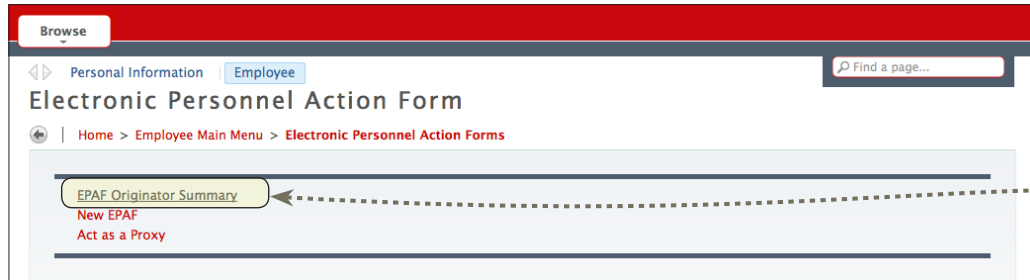 Browse
Personal Information | Employee
Find a page...
Electronic Personnel Action Form
Home > Employee Main Menu > Electronic Personnel Action Forms
EPAF Originator Summary
New EPAF
Act as a Proxy